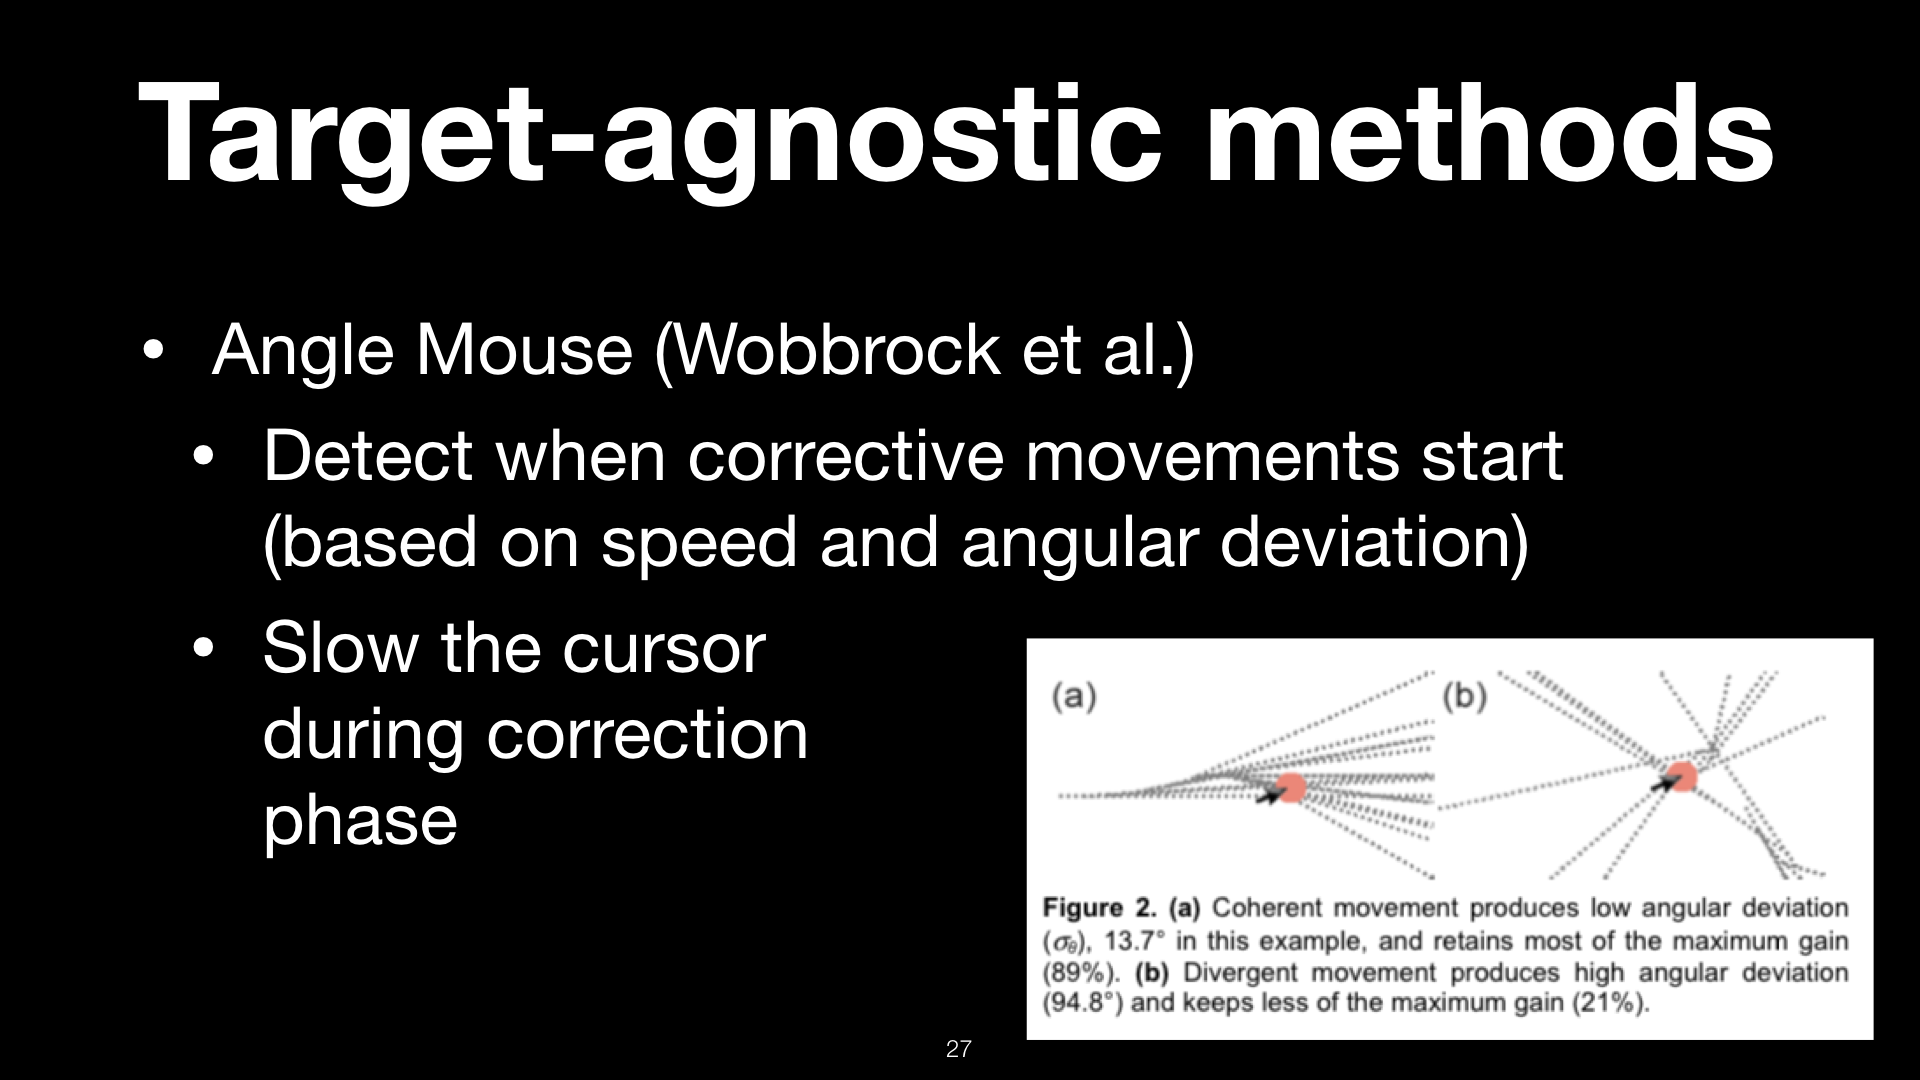 Target-agnostic methods
• Angle Mouse (Wobbrock et al.)
• Detect when corrective movements start
(based on speed and angular deviation)
• Slow the cursor
during correction
phase
(a)
(b)
Figure 2. (a) Coherent movement produces low angular deviation
(σθ), 13.7° in this example, and retains most of the maximum gain
(89%). (b) Divergent movement produces high angular deviation
(94.8°) and keeps less of the maximum gain (21%).
27